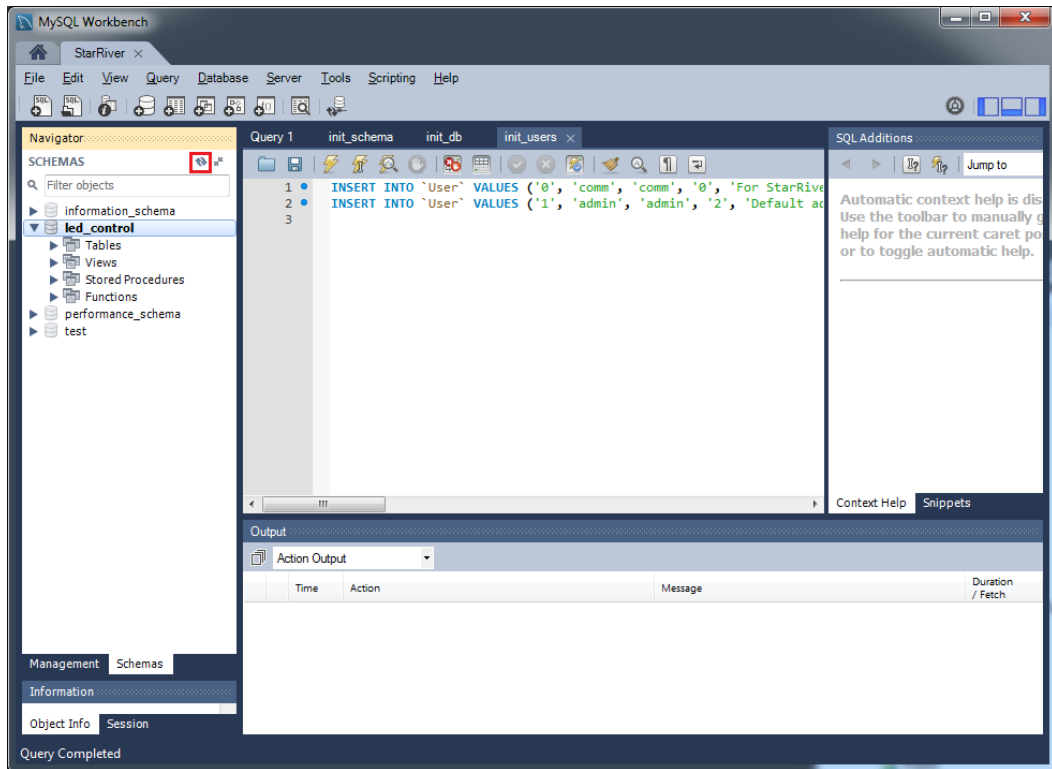 MySQL Workbench
StarRiver
File Edit View Query Database Server Tools Scripting Help
Navigator
SCHEMAS
Filter objects
information_schema
led_control
Tables
Views
Stored Procedures
Functions
performance_schema
test
Management Schemas
Information
Object Info Session
Query 1 init_schema init_db init_users
1 INSERT INTO `User` VALUES ('0', 'comm', 'comm', '0', 'For StarRive
2 INSERT INTO `User` VALUES ('1', 'admin', 'admin', '2', 'Default ac
3
SQL Additions
Jump to
Automatic context help is dis
Use the toolbar to manually g
help for the current caret po
or to toggle automatic help.
Context Help Snippets
Output
Action Output
Time Action Message Duration
/ Fetch
Query Completed